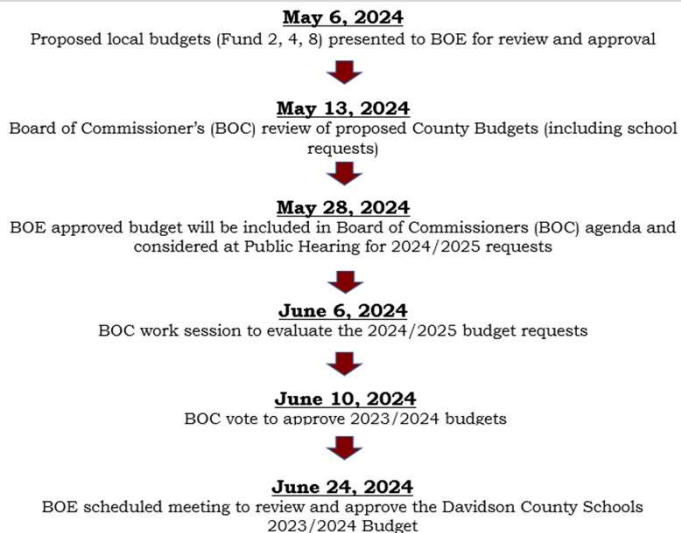 May 6, 2024
Proposed local budgets (Fund 2, 4, 8) presented to BOE for review and approval
May 13, 2024
Board of Commissioner's (BOC) review of proposed County Budgets (including school
requests)
May 28, 2024
BOE approved budget will be included in Board of Commissioners (BOC) agenda and
considered at Public Hearing for 2024/2025 requests
June 6, 2024
BOC work session to evaluate the 2024/2025 budget requests
June 10, 2024
BOC vote to approve 2023/2024 budgets
June 24, 2024
BOE scheduled meeting to review and approve the Davidson County Schools
2023/2024 Budget